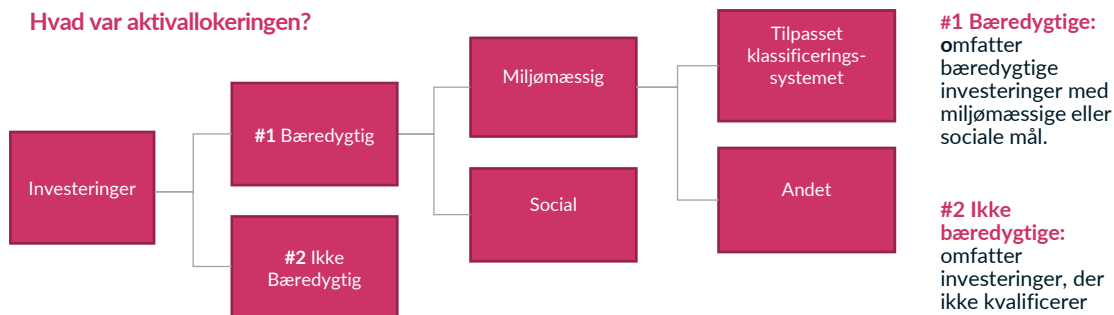 Hvad var aktivallokeringen?
Investeringer
#1 Bæredygtig
#2 Ikke
Bæredygtig
Miljømæssig
Social
Tilpasset
klassificerings-
systemet
Andet
#1 Bæredygtige:
omfatter
bæredygtige
investeringer med
miljømæssige eller
sociale mål.
#2 Ikke
bæredygtige:
omfatter
investeringer, der
ikke kvalificerer